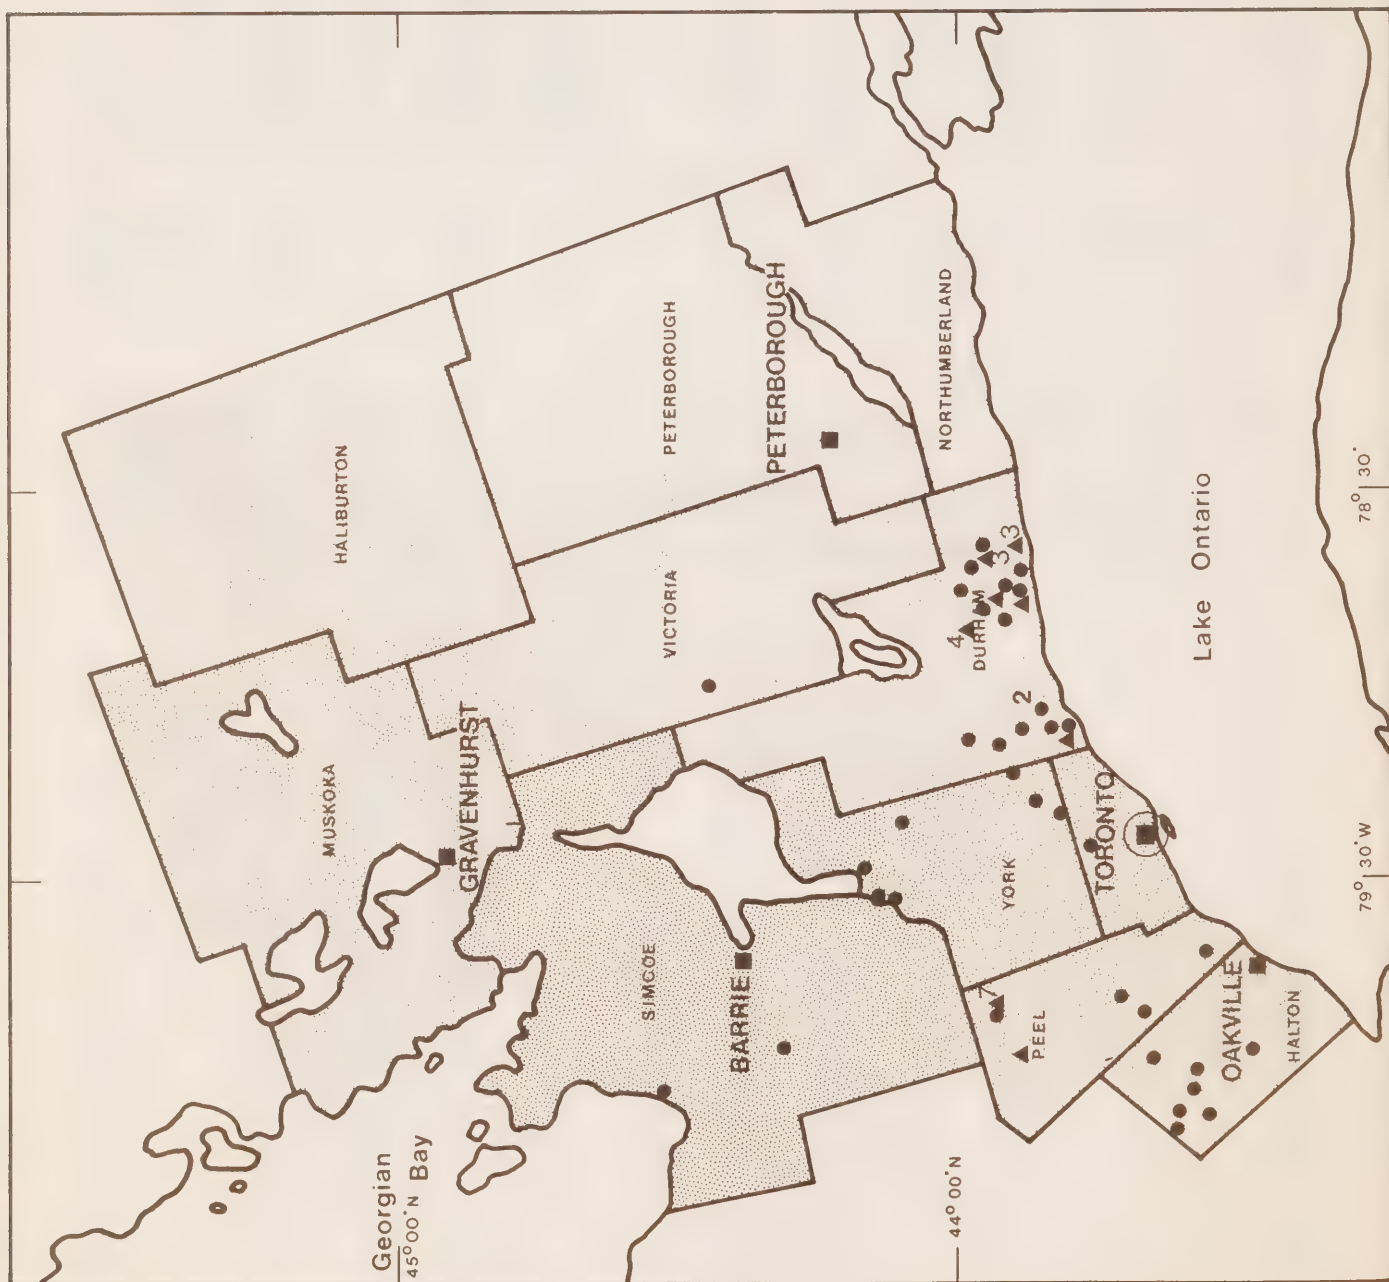 Georgian
Bay
45°00'N
MUSKOKA
GRAVENHURST
HALIBURTON
SIMCOE
BARRIE
VICTORIA
PETERBOROUGH
PETERBOROUGH
NORTHUMBERLAND
44°00'N
YORK
DURHAM
4
3
3
2
PEEL
7
TORONTO
OAKVILLE
HALTON
Lake Ontario
79° 30'W
78° 30'